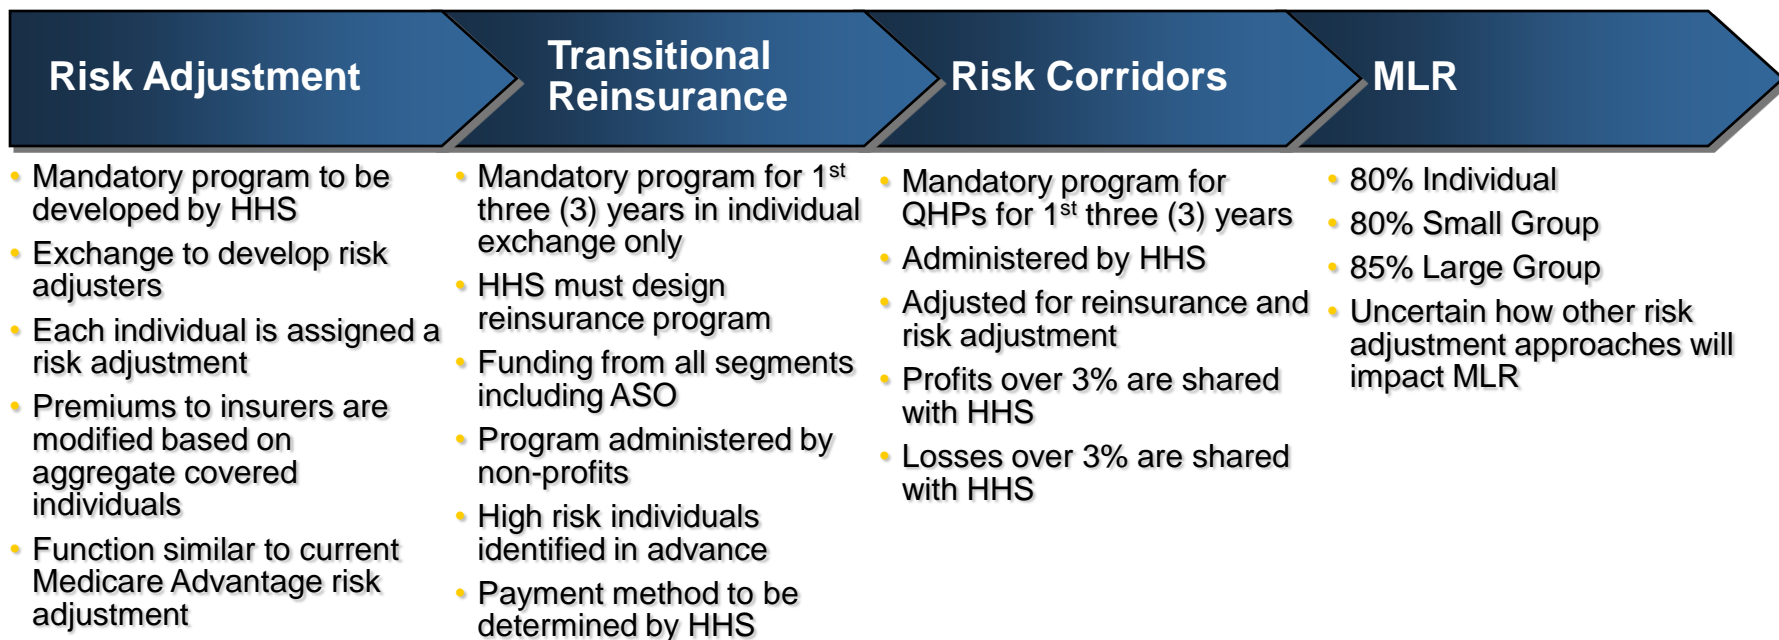 Risk Adjustment
Transitional
Reinsurance
Risk Corridors
MLR
• Mandatory program to be
developed by HHS
• Exchange to develop risk
adjusters
• Each individual is assigned a
risk adjustment
• Premiums to insurers are
modified based on
aggregate covered
individuals
• Function similar to current
Medicare Advantage risk
adjustment
• Mandatory program for 1st
three (3) years in individual
exchange only
• HHS must design
reinsurance program
• Funding from all segments
including ASO
• Program administered by
non-profits
• High risk individuals
identified in advance
• Payment method to be
determined by HHS
• Mandatory program for
QHPs for 1st three (3) years
• Administered by HHS
• Adjusted for reinsurance and
risk adjustment
• Profits over 3% are shared
with HHS
• Losses over 3% are shared
with HHS
• 80% Individual
• 80% Small Group
• 85% Large Group
• Uncertain how other risk
adjustment approaches will
impact MLR